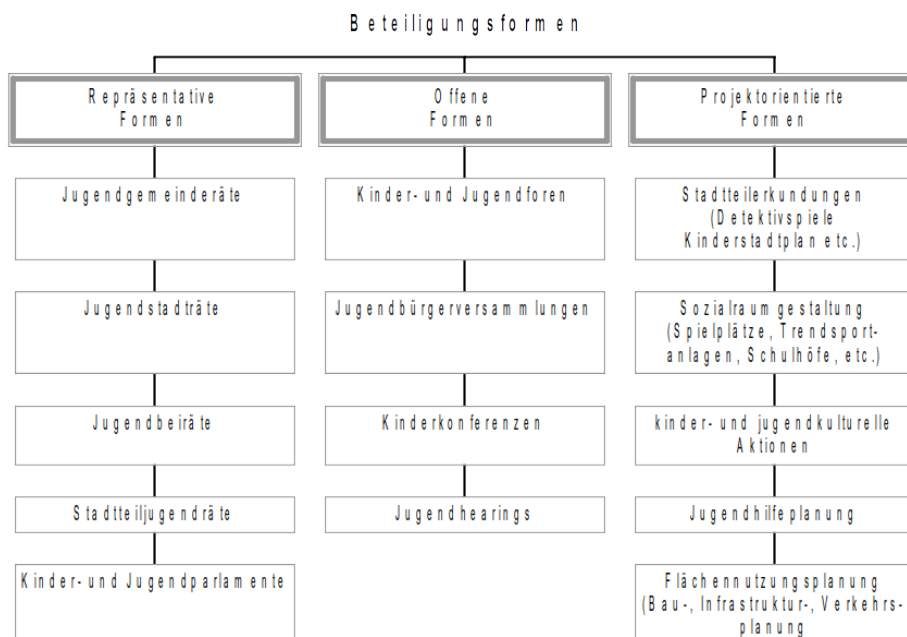 Beteiligungsformen
Repräsentative
Formen
Jugendgemeinderäte
Jugendstadträte
Jugendbeiräte
Stadtteiljugendräte
Kinder- und Jugendparlamente
Offene
Formen
Kinder- und Jugendforen
Jugendbürgerversammlungen
Kinderkonferenzen
Jugendhearings
Projektorientierte
Formen
Stadtteilerkundungen
(Detektivspiele
Kinderstadtplan etc.)
Sozialraumgestaltung
(Spielplätze, Trendsport-
anlagen, Schulhöfe, etc.)
kinder- und jugendkulturelle
Aktionen
Jugendhilfeplanung
Flächennutzungsplanung
(Bau-, Infrastruktur-, Verkehrs-
planung